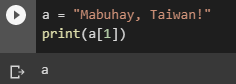 a = "Mabuhay, Taiwan!"
print(a[1])
a